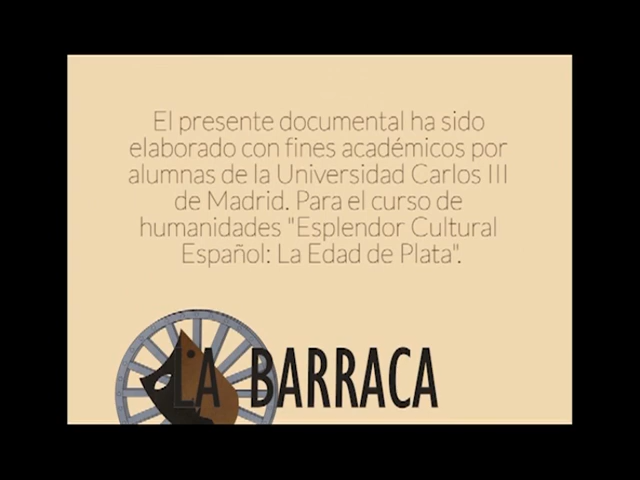 El presente documental ha sido
elaborado con fines académicos por
alumnas de la Universidad Carlos III
de Madrid. Para el curso de
humanidades "Esplendor Cultural
Español: La Edad de Plata".
LA BARRACA